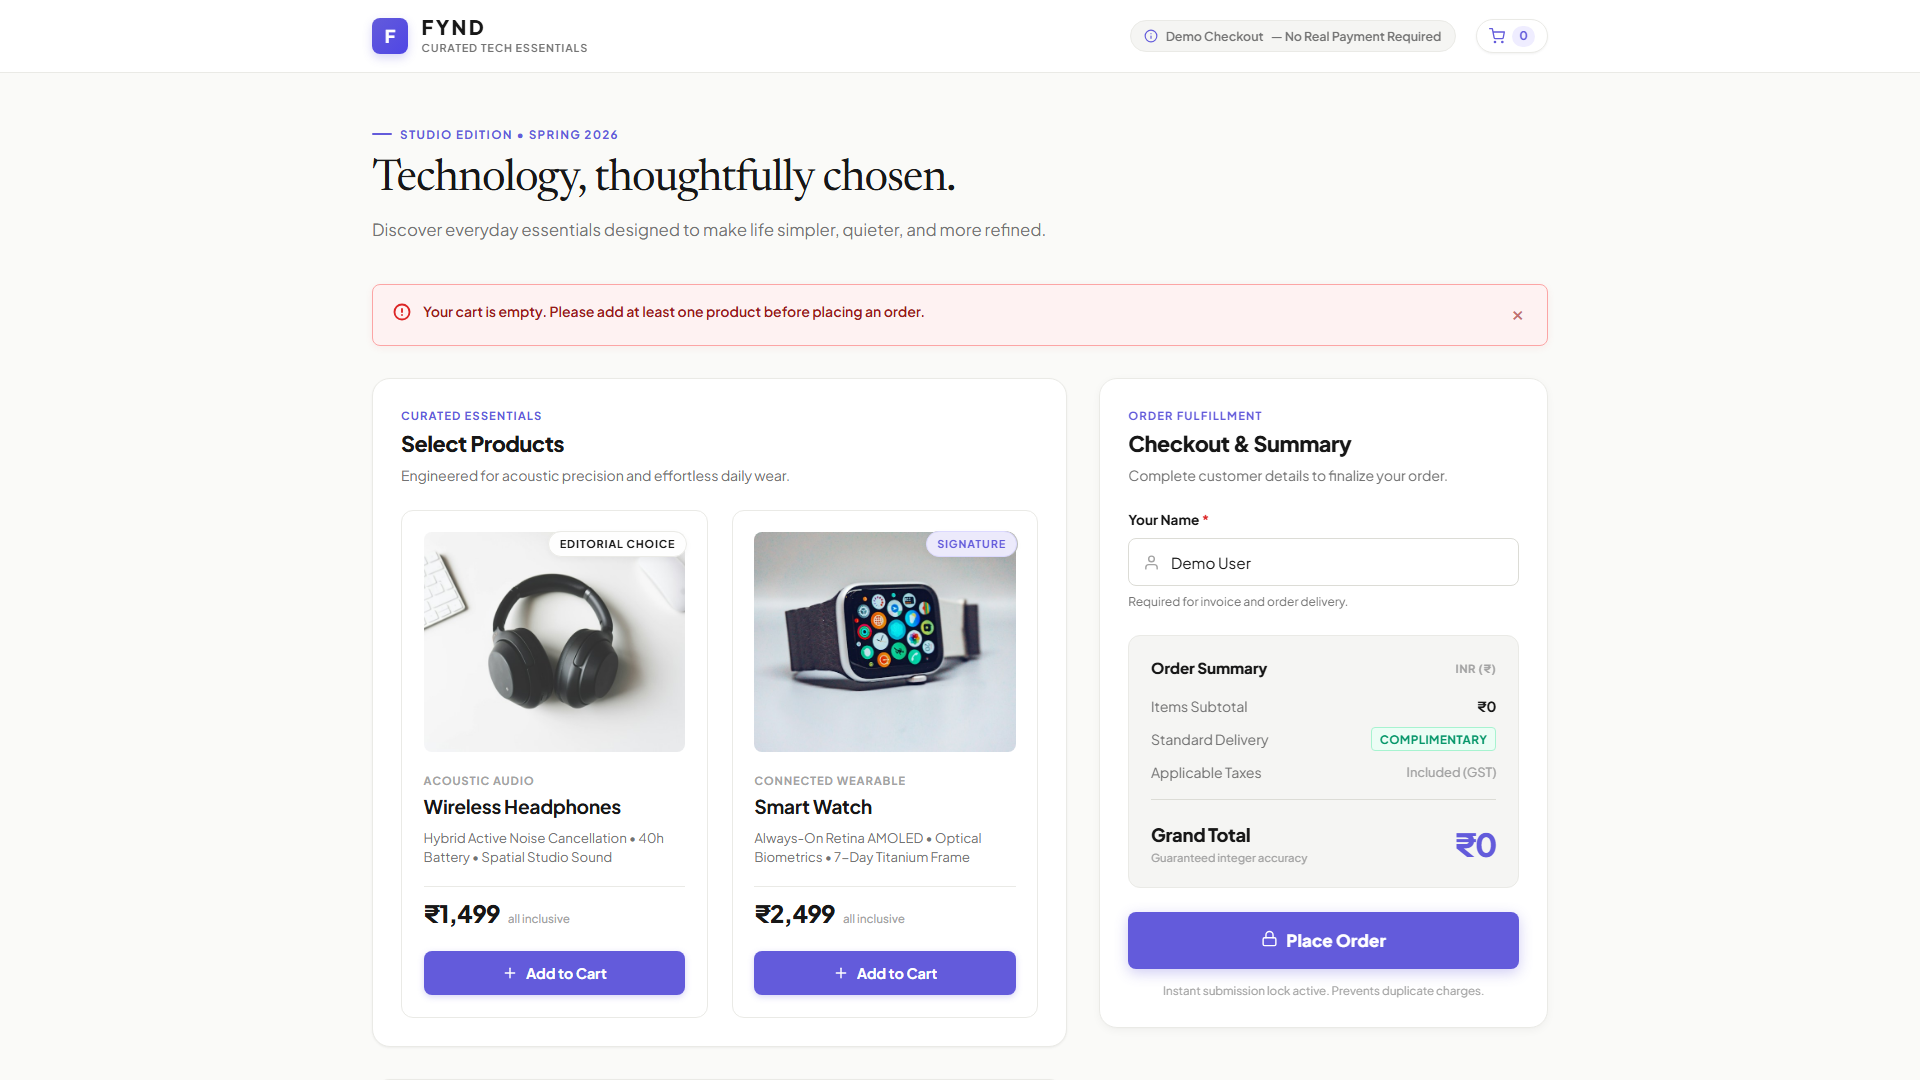 F
FYND
CURATED TECH ESSENTIALS
Demo Checkout — No Real Payment Required
0
STUDIO EDITION • SPRING 2026
Technology, thoughtfully chosen.
Discover everyday essentials designed to make life simpler, quieter, and more refined.
Your cart is empty. Please add at least one product before placing an order.
CURATED ESSENTIALS
Select Products
Engineered for acoustic precision and effortless daily wear.
EDITORIAL CHOICE
ACOUSTIC AUDIO
Wireless Headphones
Hybrid Active Noise Cancellation • 40h
Battery • Spatial Studio Sound
₹1,499 all inclusive
+ Add to Cart
SIGNATURE
CONNECTED WEARABLE
Smart Watch
Always-On Retina AMOLED • Optical
Biometrics • 7-Day Titanium Frame
₹2,499 all inclusive
+ Add to Cart
ORDER FULFILLMENT
Checkout & Summary
Complete customer details to finalize your order.
Your Name *
Demo User
Required for invoice and order delivery.
Order Summary INR (₹)
Items Subtotal ₹0
Standard Delivery COMPLIMENTARY
Applicable Taxes Included (GST)
Grand Total ₹0
Guaranteed integer accuracy
Place Order
Instant submission lock active. Prevents duplicate charges.